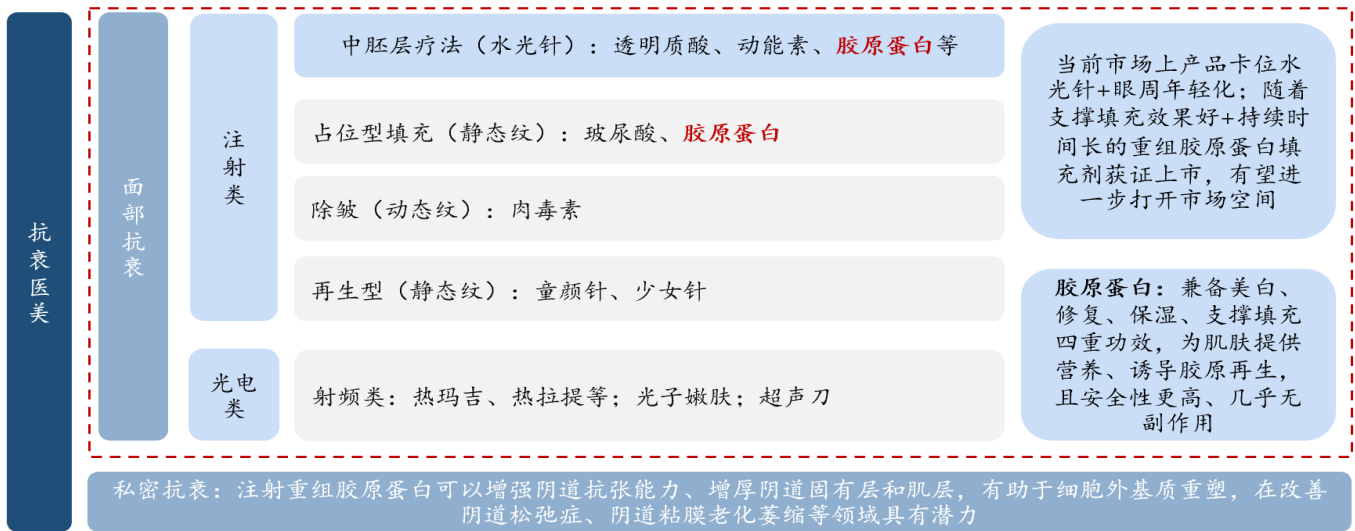 抗衰医美
面部抗衰
注射类
中胚层疗法（水光针）：透明质酸、动能素、胶原蛋白等
占位型填充（静态纹）：玻尿酸、胶原蛋白
除皱（动态纹）：肉毒素
再生型（静态纹）：童颜针、少女针
光电
类
射频类：热玛吉、热拉提等；光子嫩肤；超声刀
当前市场上产品卡位水
光针+眼周年轻化；随着
支撑填充效果好+持续时
间长的重组胶原蛋白填
充剂获证上市，有望进
一步打开市场空间
胶原蛋白：兼备美白、
修复、保湿、支撑填充
四重功效，为肌肤提供
营养、诱导胶原再生，
且安全性更高、几乎无
副作用
私密抗衰：注射重组胶原蛋白可以增强阴道抗张能力、增厚阴道固有层和肌层，有助于细胞外基质重塑，在改善
阴道松弛症、阴道粘膜老化萎缩等领域具有潜力